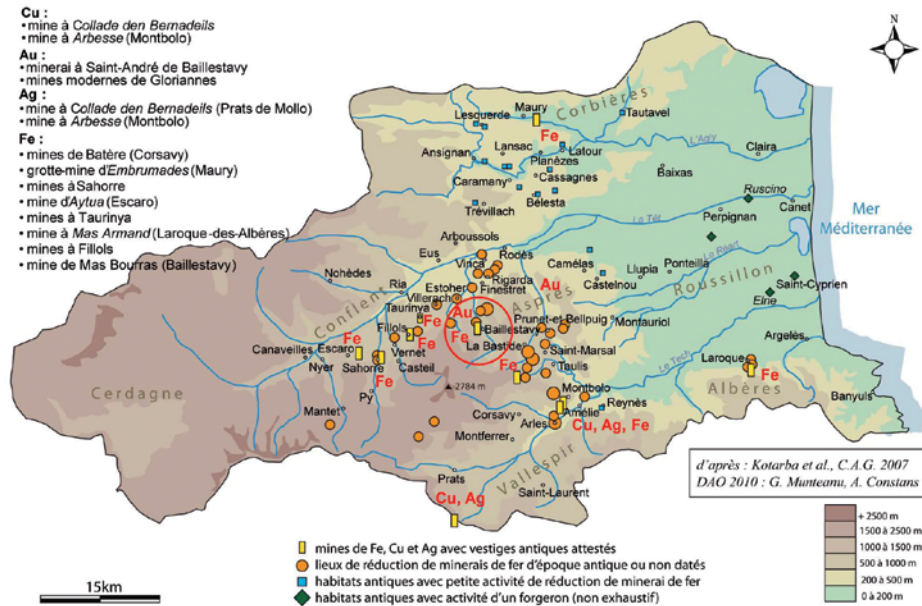 Cu :
• mine à Collade den Bernadeils
• mine à Arbesse (Montbolo)
Au :
• minerai à Saint-André de Baillestavy
• mines modernes de Gloriannes
Ag :
• mine à Collade den Bernadeils (Prats de Mollo)
• mine à Arbesse (Montbolo)
Fe :
• mines de Batère (Corsavy)
• grotte-mine d'Embrumades (Maury)
• mines à Sahorre
• mine d'Aytua (Escaro)
• mines à Taurinya
• mine à Mas Armand (Laroque-des-Albères)
• mines à Fillols
• mine de Mas Bourras (Baillestavy)
N
Corbières
Maury
Lesquerde
Tautavel
Fe
L'Agly
Lansac
Latour
Claira
Ansignan
Planèzes
Cassagnes
Baixas
Caramany
Bélesta
Trévillach
Ruscino
Canet
La Têt
Perpignan
Mer
Méditerranée
Arboussols
Eus
Rodès
Vinça
Le Réart
Camélas
Ponteilla
Llupia
Castelnou
Nohèdes
Ria
Rigarda
Estoher
Finestret
Villerach
Au
Aspres
Roussillon
Saint-Cyprien
Elne
Conflent
Taurinya
Au
Fe
Fe
Prunet-et-Bellpuig
Montauriol
Fillols
Baillestavy
Fe
Argelès
Fe
Escaro
Canaveilles
Vernet
La Bastide
Saint-Marsal
Le Tech
Laroque
Nyer
Sahorre
Casteil
Fe
Taulis
Fe
Fe
Albères
Cerdagne
Py
2784 m
Montbolo
Banyuls
Mantet
Corsavy
Amélie
Reynès
Arles
Montferrer
Cu, Ag, Fe
Vallespir
Prats
Saint-Laurent
Cu, Ag
d'après : Kotarba et al., C.A.G. 2007
DAO 2010 : G. Munteanu, A. Constans
+ 2500 m
1500 à 2500 m
1000 à 1500 m
500 à 1000 m
200 à 500 m
0 à 200 m
mines de Fe, Cu et Ag avec vestiges antiques attestés
lieux de réduction de minerais de fer d'époque antique ou non datés
habitats antiques avec petite activité de réduction de minerai de fer
habitats antiques avec activité d'un forgeron (non exhaustif)
15km